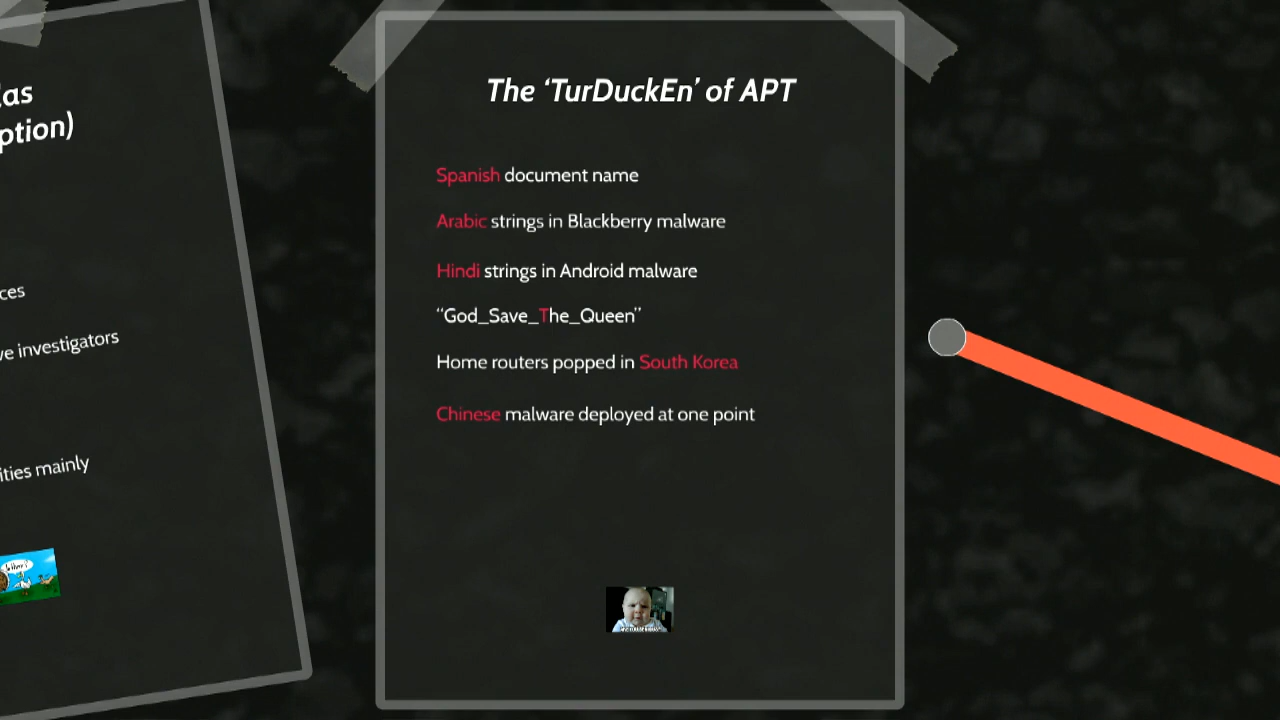 ption)
ces
ve investigators
ities mainly
The ‘TurDuckEn’ of APT
Spanish document name
Arabic strings in Blackberry malware
Hindi strings in Android malware
“God_Save_The_Queen”
Home routers popped in South Korea
Chinese malware deployed at one point